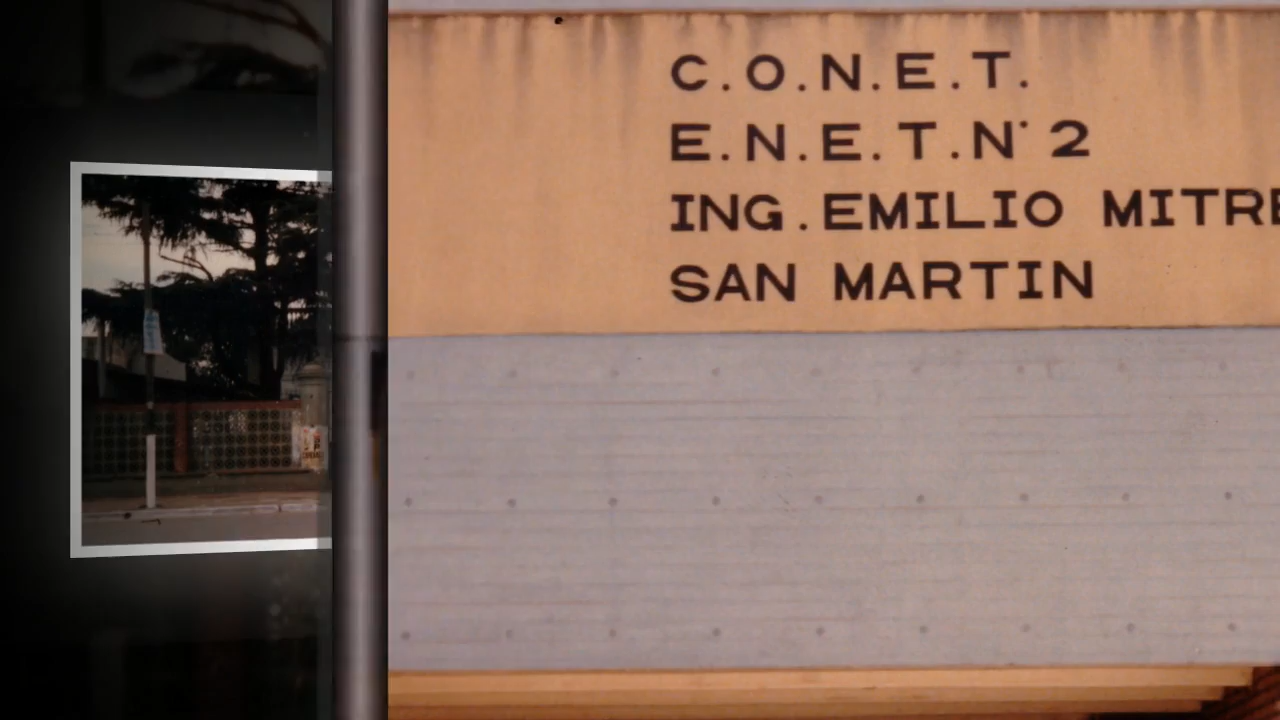 C.O.N.E.T.
E.N.E.T.N° 2
ING.EMILIO MITRE
SAN MARTIN